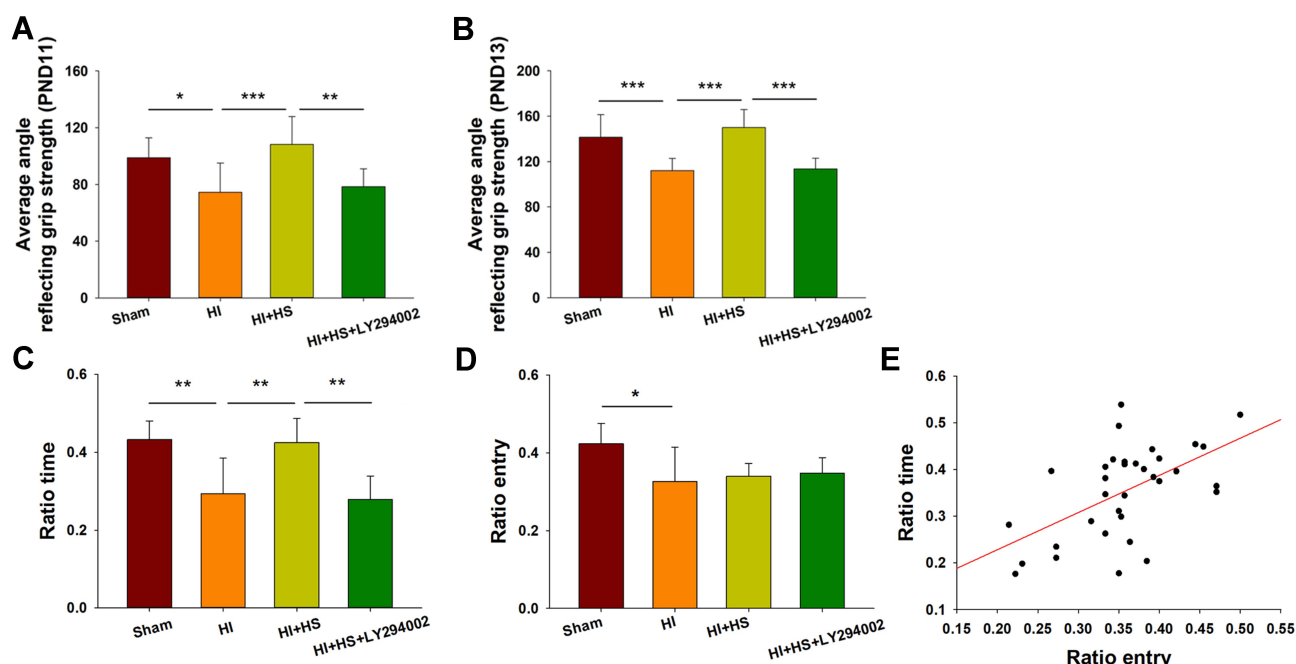 A
Average angle
reflecting grip strength (PND11)
160
120
80
40
0
* *** **
Sham HI HI+HS HI+HS+LY294002
B
Average angle
reflecting grip strength (PND13)
200
160
120
80
40
0
*** *** ***
Sham HI HI+HS HI+HS+LY294002
C
Ratio time
0.6
0.4
0.2
0.0
** ** **
Sham HI HI+HS HI+HS+LY294002
D
Ratio entry
0.6
0.4
0.2
0.0
*
Sham HI HI+HS HI+HS+LY294002
E
Ratio time
0.6
0.5
0.4
0.3
0.2
0.1
0.15 0.20 0.25 0.30 0.35 0.40 0.45 0.50 0.55
Ratio entry